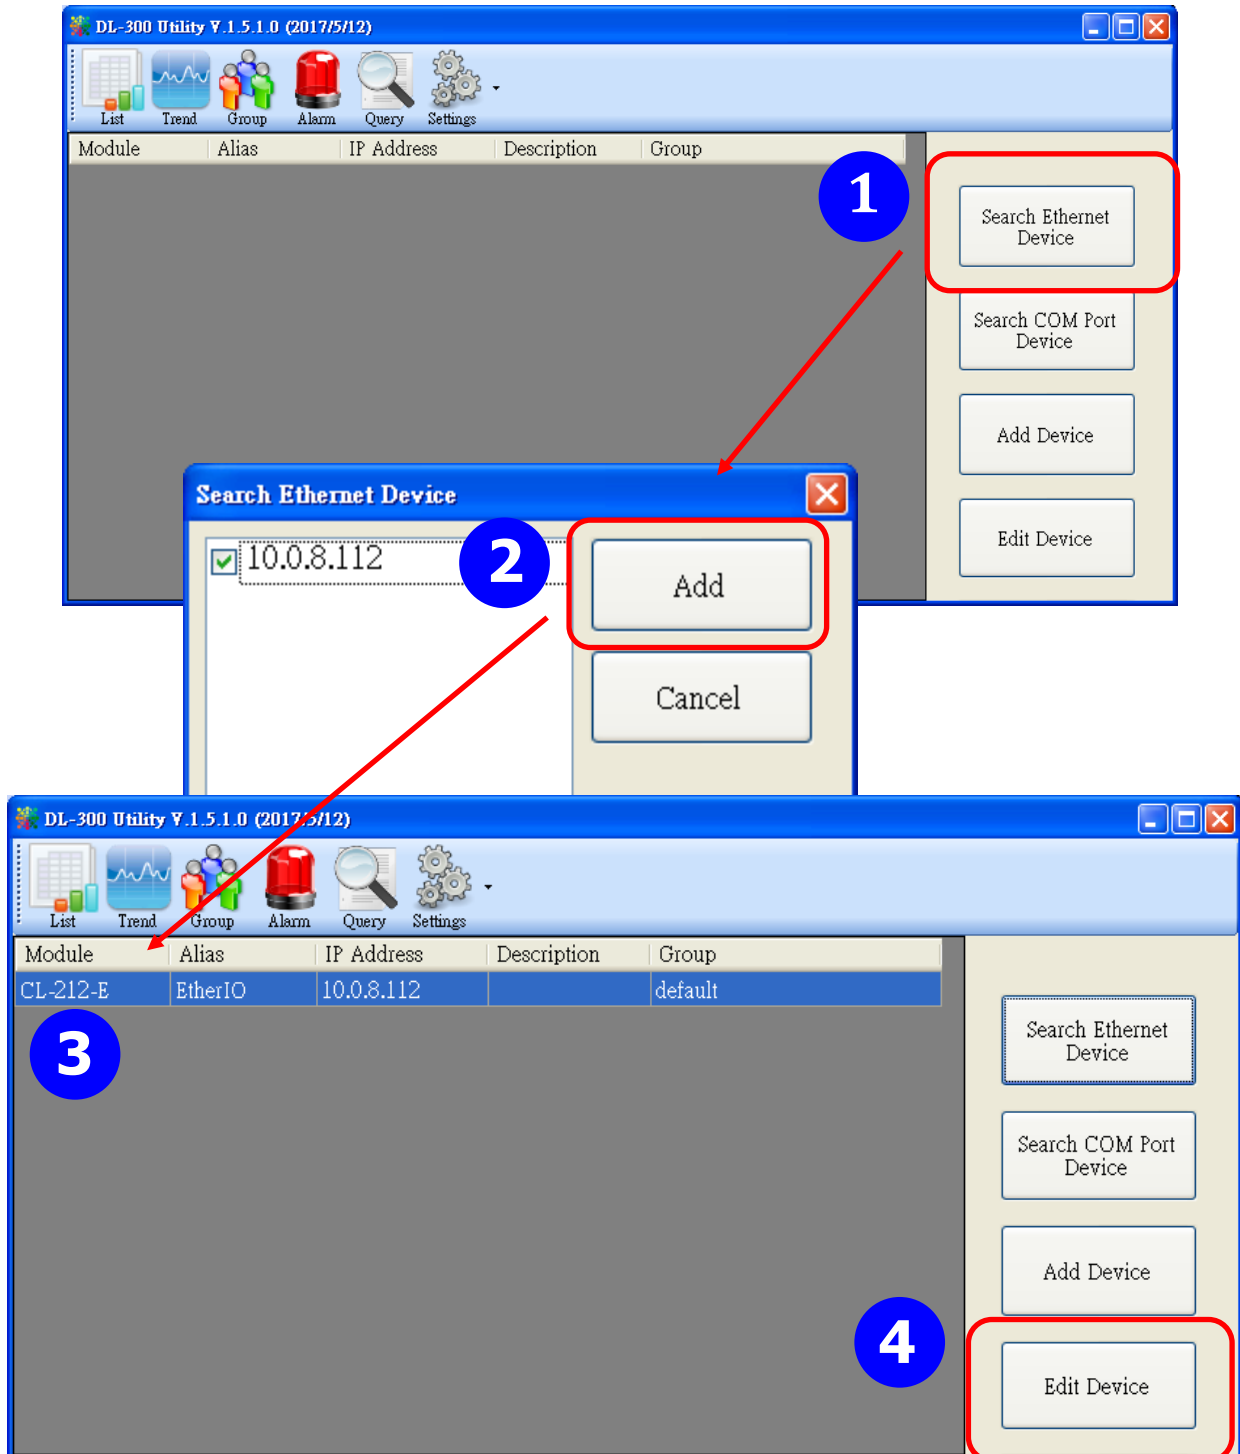 DL-300 Utility V.1.5.1.0 (2017/5/12)
List Trend Group Alarm Query Settings
Module Alias IP Address Description Group
1
Search Ethernet
Device
Search COM Port
Device
Add Device
Edit Device
Search Ethernet Device
10.0.8.112
2
Add
Cancel
DL-300 Utility V.1.5.1.0 (2017/5/12)
List Trend Group Alarm Query Settings
Module Alias IP Address Description Group
CL-212-E EtherIO 10.0.8.112 default
3
Search Ethernet
Device
Search COM Port
Device
Add Device
4
Edit Device